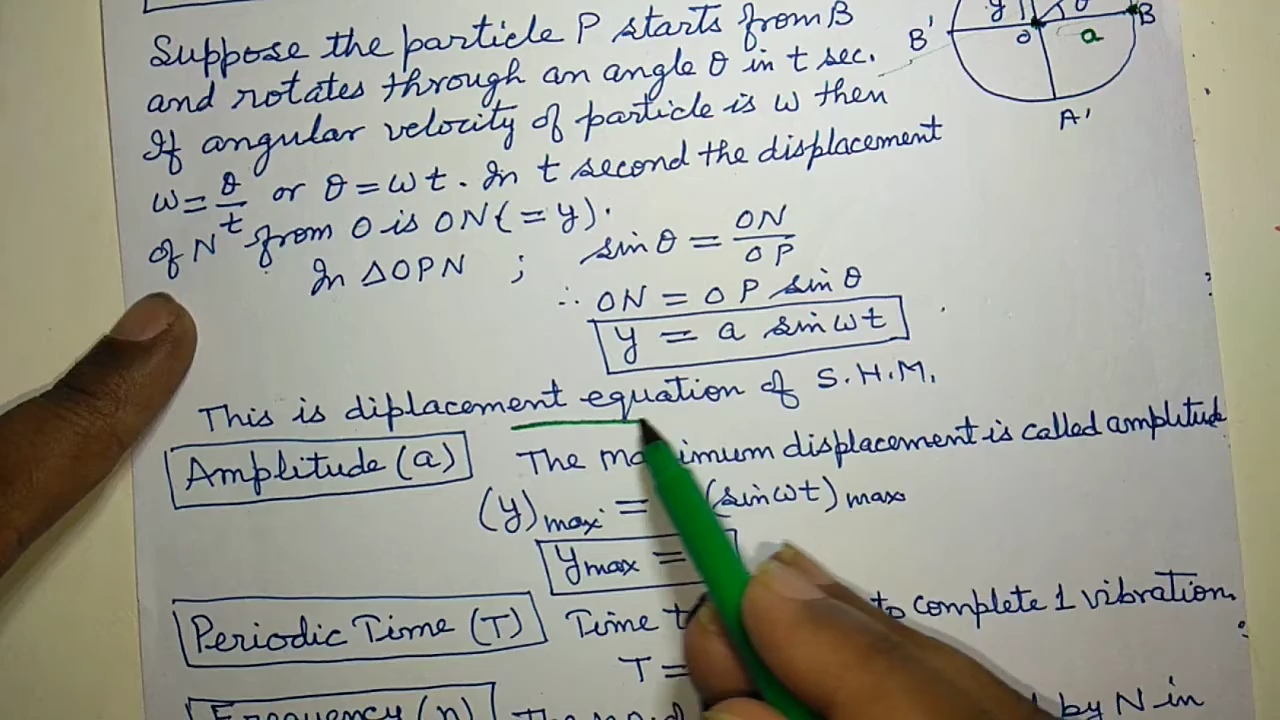 y θ B
B' O a
A'
Suppose the particle P starts from B
and rotates through an angle θ in t sec.
If angular velocity of particle is ω then
ω = θ/t or θ = ωt. In t second the displacement
of N from O is ON (= y).
In △OPN ; sin θ = ON/OP
∴ ON = OP sin θ
y = a sin ωt
This is diplacement equation of S.H.M.
Amplitude (a) The maximum displacement is called amplitude
(y)max = (sin ωt)max
ymax =
Periodic Time (T) Time to complete 1 vibration.
T =
Frequency (n) The by N in